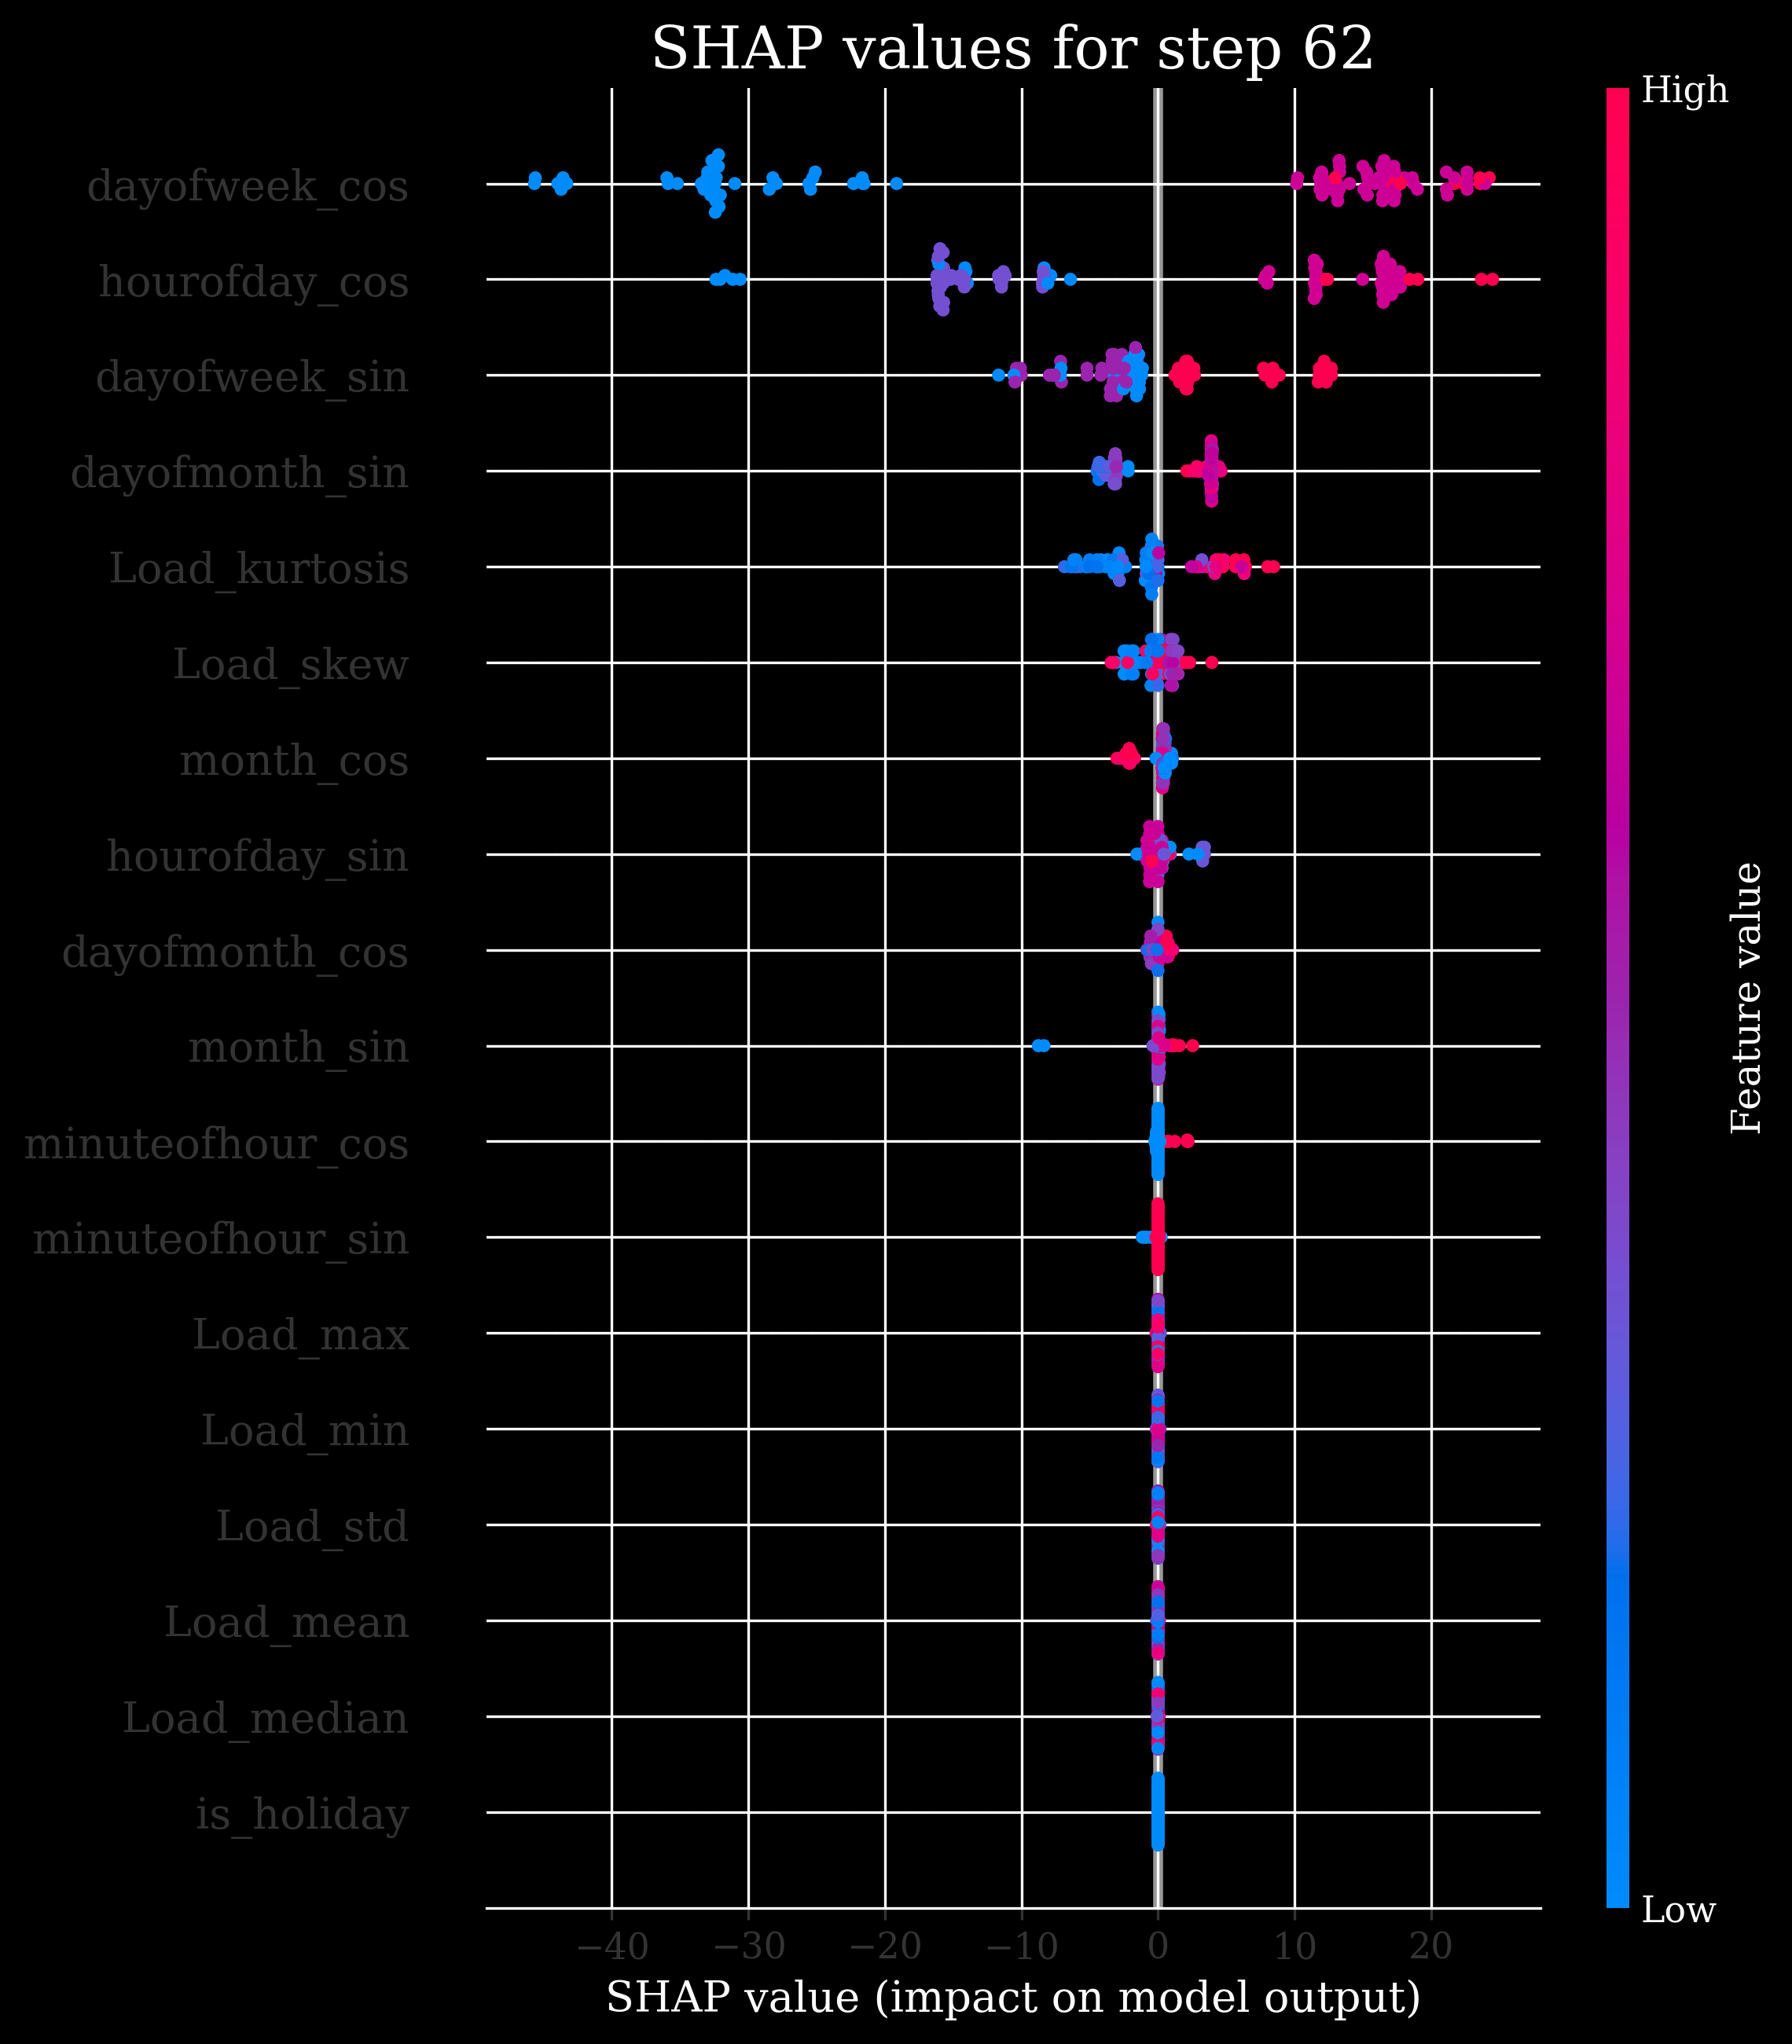 SHAP values for step 62
High
dayofweek_cos
hourofday_cos
dayofweek_sin
dayofmonth_sin
Load_kurtosis
Load_skew
month_cos
hourofday_sin
dayofmonth_cos
month_sin
minuteofhour_cos
minuteofhour_sin
Load_max
Load_min
Load_std
Load_mean
Load_median
is_holiday
Feature value
Low
−40 −30 −20 −10 0 10 20
SHAP value (impact on model output)